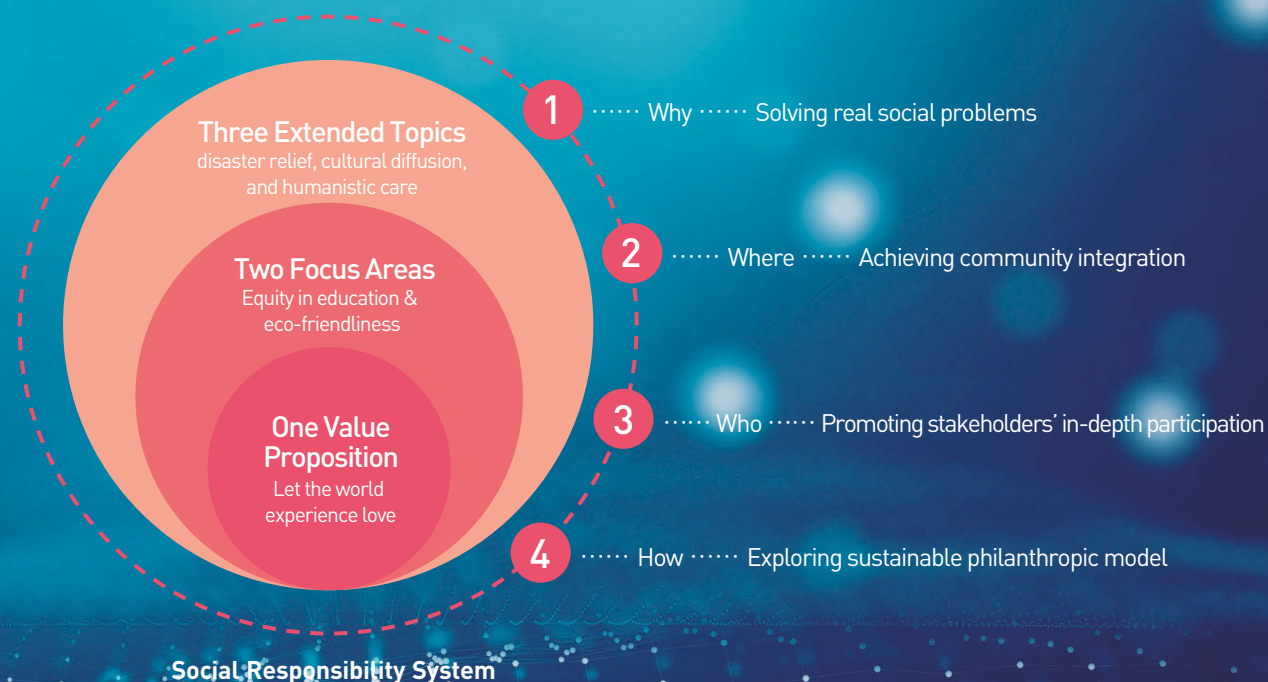 Three Extended Topics
disaster relief, cultural diffusion,
and humanistic care
Two Focus Areas
Equity in education &
eco-friendliness
One Value
Proposition
Let the world
experience love
1 ······ Why ······ Solving real social problems
2 ······ Where ······ Achieving community integration
3 ······ Who ······ Promoting stakeholders’ in-depth participation
4 ······ How ······ Exploring sustainable philanthropic model
Social Responsibility System